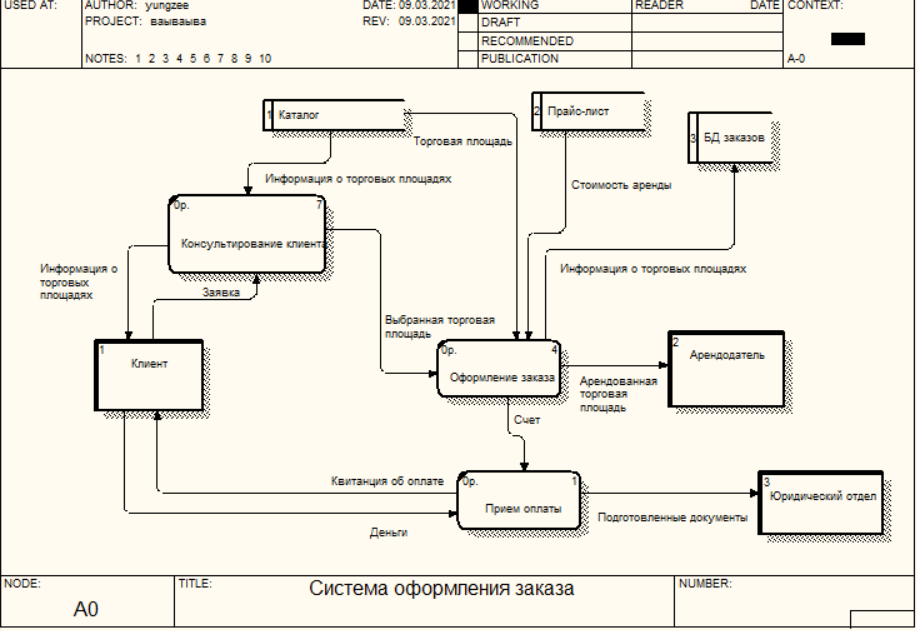 USED AT:
AUTHOR: yungzee
DATE: 09.03.2021
WORKING
READER
DATE
CONTEXT:
PROJECT: ваываыва
REV: 09.03.2021
DRAFT
RECOMMENDED
NOTES: 1 2 3 4 5 6 7 8 9 10
PUBLICATION
A-0
1 Каталог
2 Прайс-лист
3 БД заказов
Торговая площадь
Информация о торговых площадях
Стоимость аренды
0р. 7
Консультирование клиента
Информация о
торговых
площадях
Заявка
Информация о торговых площадях
Выбранная торговая
площадь
1
Клиент
0р. 4
Оформление заказа
2
Арендодатель
Арендованная
торговая
площадь
Счет
Квитанция об оплате
0р. 1
Прием оплаты
3
Юридический отдел
Подготовленные документы
Деньги
NODE:
A0
TITLE:
Система оформления заказа
NUMBER: